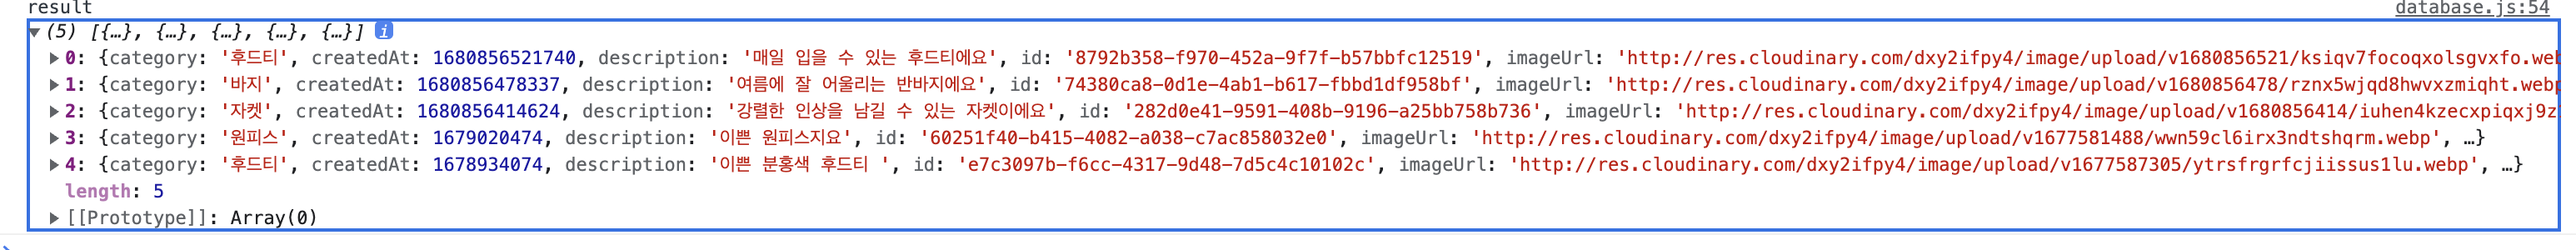 result database.js:54
▼(5) [{…}, {…}, {…}, {…}, {…}] i
▶0: {category: '후드티', createdAt: 1680856521740, description: '매일 입을 수 있는 후드티에요', id: '8792b358-f970-452a-9f7f-b57bbfc12519', imageUrl: 'http://res.cloudinary.com/dxy2ifpy4/image/upload/v1680856521/ksiqv7focoqxolsgvxfo.web
▶1: {category: '바지', createdAt: 1680856478337, description: '여름에 잘 어울리는 반바지에요', id: '74380ca8-0d1e-4ab1-b617-fbbd1df958bf', imageUrl: 'http://res.cloudinary.com/dxy2ifpy4/image/upload/v1680856478/rznx5wjqd8hwvxzmiqht.webp
▶2: {category: '자켓', createdAt: 1680856414624, description: '강렬한 인상을 남길 수 있는 자켓이에요', id: '282d0e41-9591-408b-9196-a25bb758b736', imageUrl: 'http://res.cloudinary.com/dxy2ifpy4/image/upload/v1680856414/iuhen4kzecxpiqxj9z
▶3: {category: '원피스', createdAt: 1679020474, description: '이쁜 원피스지요', id: '60251f40-b415-4082-a038-c7ac858032e0', imageUrl: 'http://res.cloudinary.com/dxy2ifpy4/image/upload/v1677581488/wwn59cl6irx3ndtshqrm.webp', …}
▶4: {category: '후드티', createdAt: 1678934074, description: '이쁜 분홍색 후드티 ', id: 'e7c3097b-f6cc-4317-9d48-7d5c4c10102c', imageUrl: 'http://res.cloudinary.com/dxy2ifpy4/image/upload/v1677587305/ytrsfrgrfcjiissus1lu.webp', …}
length: 5
▶[[Prototype]]: Array(0)